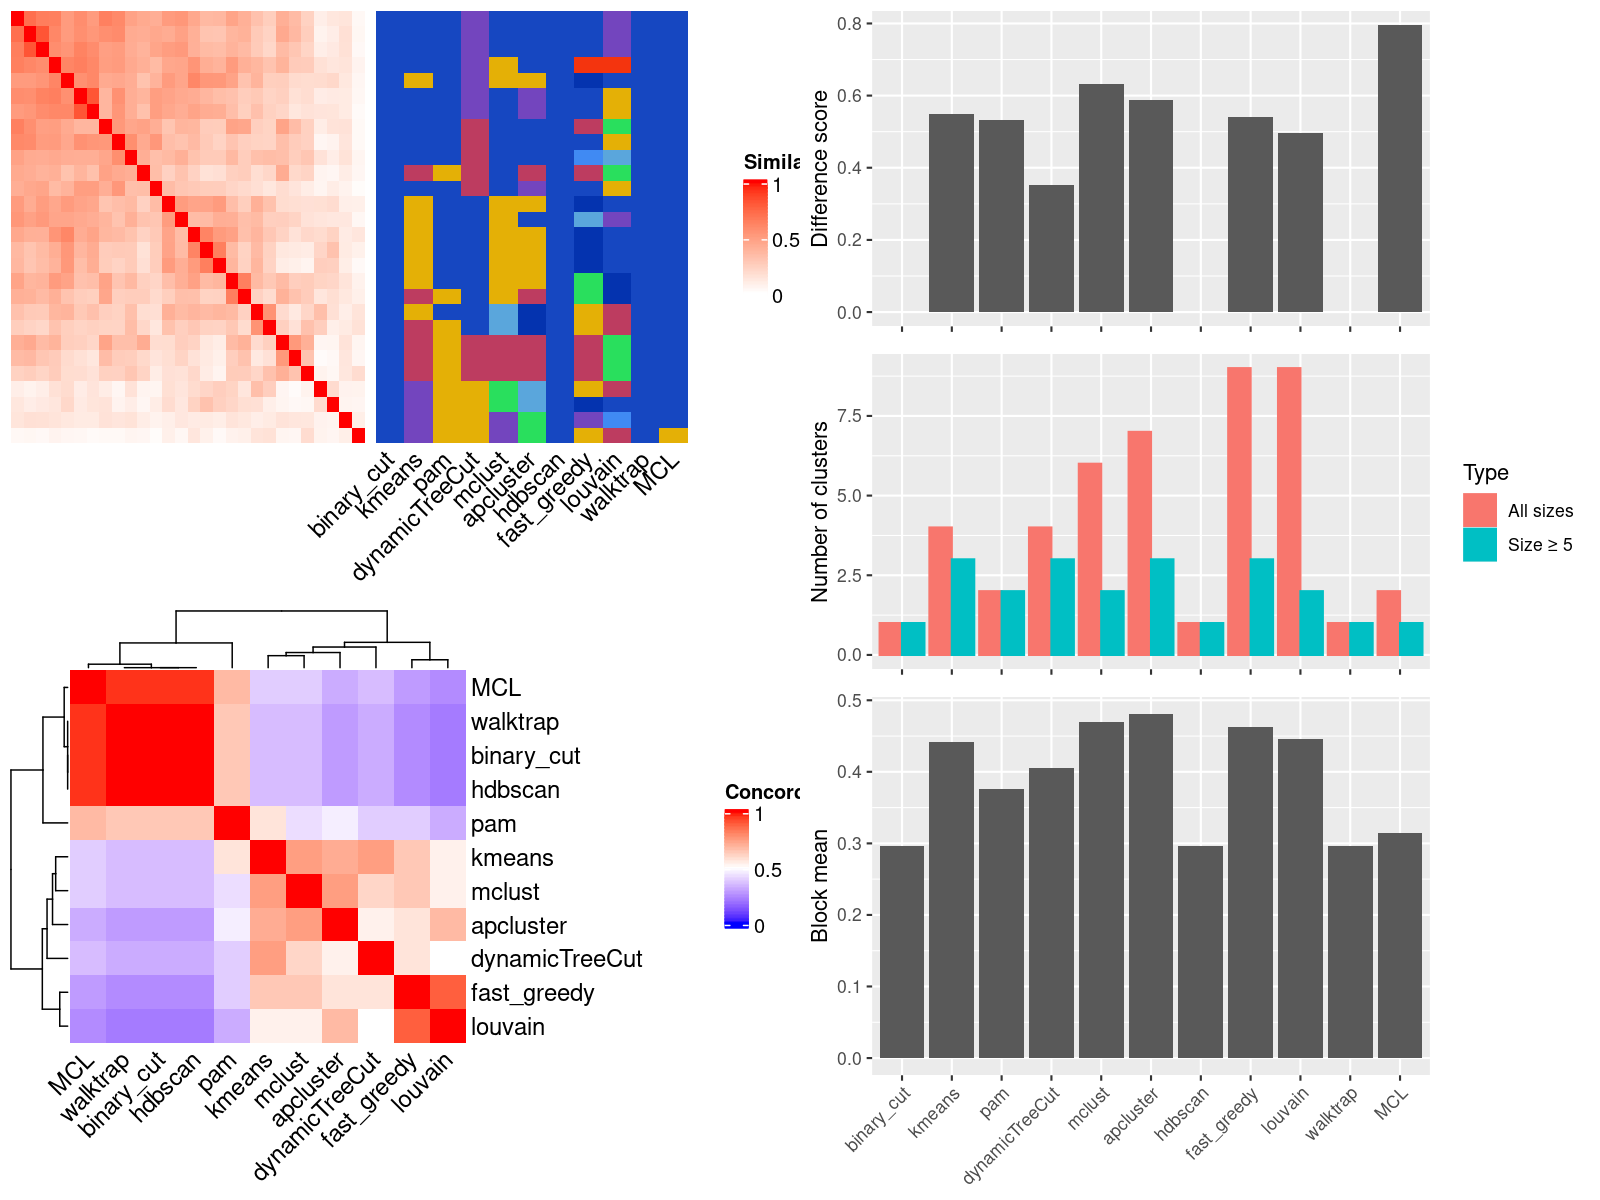 Simila
1
0.5
0
binary_cut
kmeans
pam
dynamicTreeCut
mclust
apcluster
hdbscan
fast_greedy
louvain
walktrap
MCL
MCL
walktrap
binary_cut
hdbscan
pam
kmeans
mclust
apcluster
dynamicTreeCut
fast_greedy
louvain
MCL
walktrap
binary_cut
hdbscan
pam
kmeans
mclust
apcluster
dynamicTreeCut
fast_greedy
louvain
Concord
1
0.5
0
Difference score
0.8
0.6
0.4
0.2
0.0
Number of clusters
7.5
5.0
2.5
0.0
Type
All sizes
Size ≥ 5
Block mean
0.5
0.4
0.3
0.2
0.1
0.0
binary_cut
kmeans
pam
dynamicTreeCut
mclust
apcluster
hdbscan
fast_greedy
louvain
walktrap
MCL